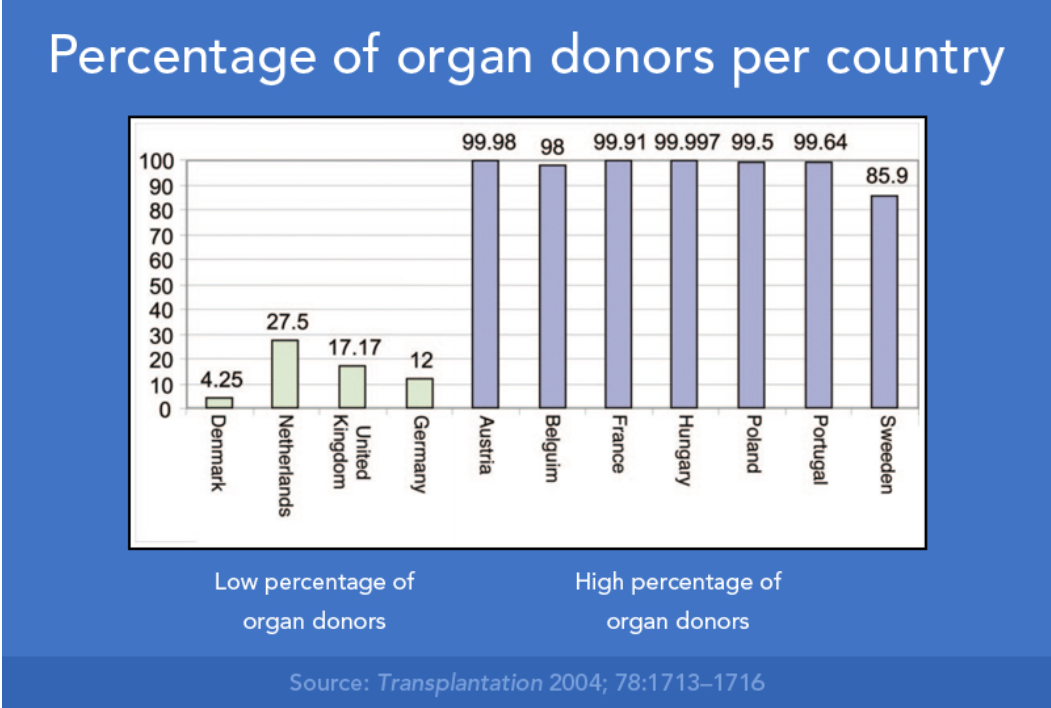 Percentage of organ donors per country
99.98 98 99.91 99.997 99.5 99.64
85.9
27.5
17.17
12
4.25
100
90
80
70
60
50
40
30
20
10
0
Denmark
Netherlands
United
Kingdom
Germany
Austria
Belguim
France
Hungary
Poland
Portugal
Sweeden
Low percentage of
organ donors
High percentage of
organ donors
Source: Transplantation 2004; 78:1713–1716